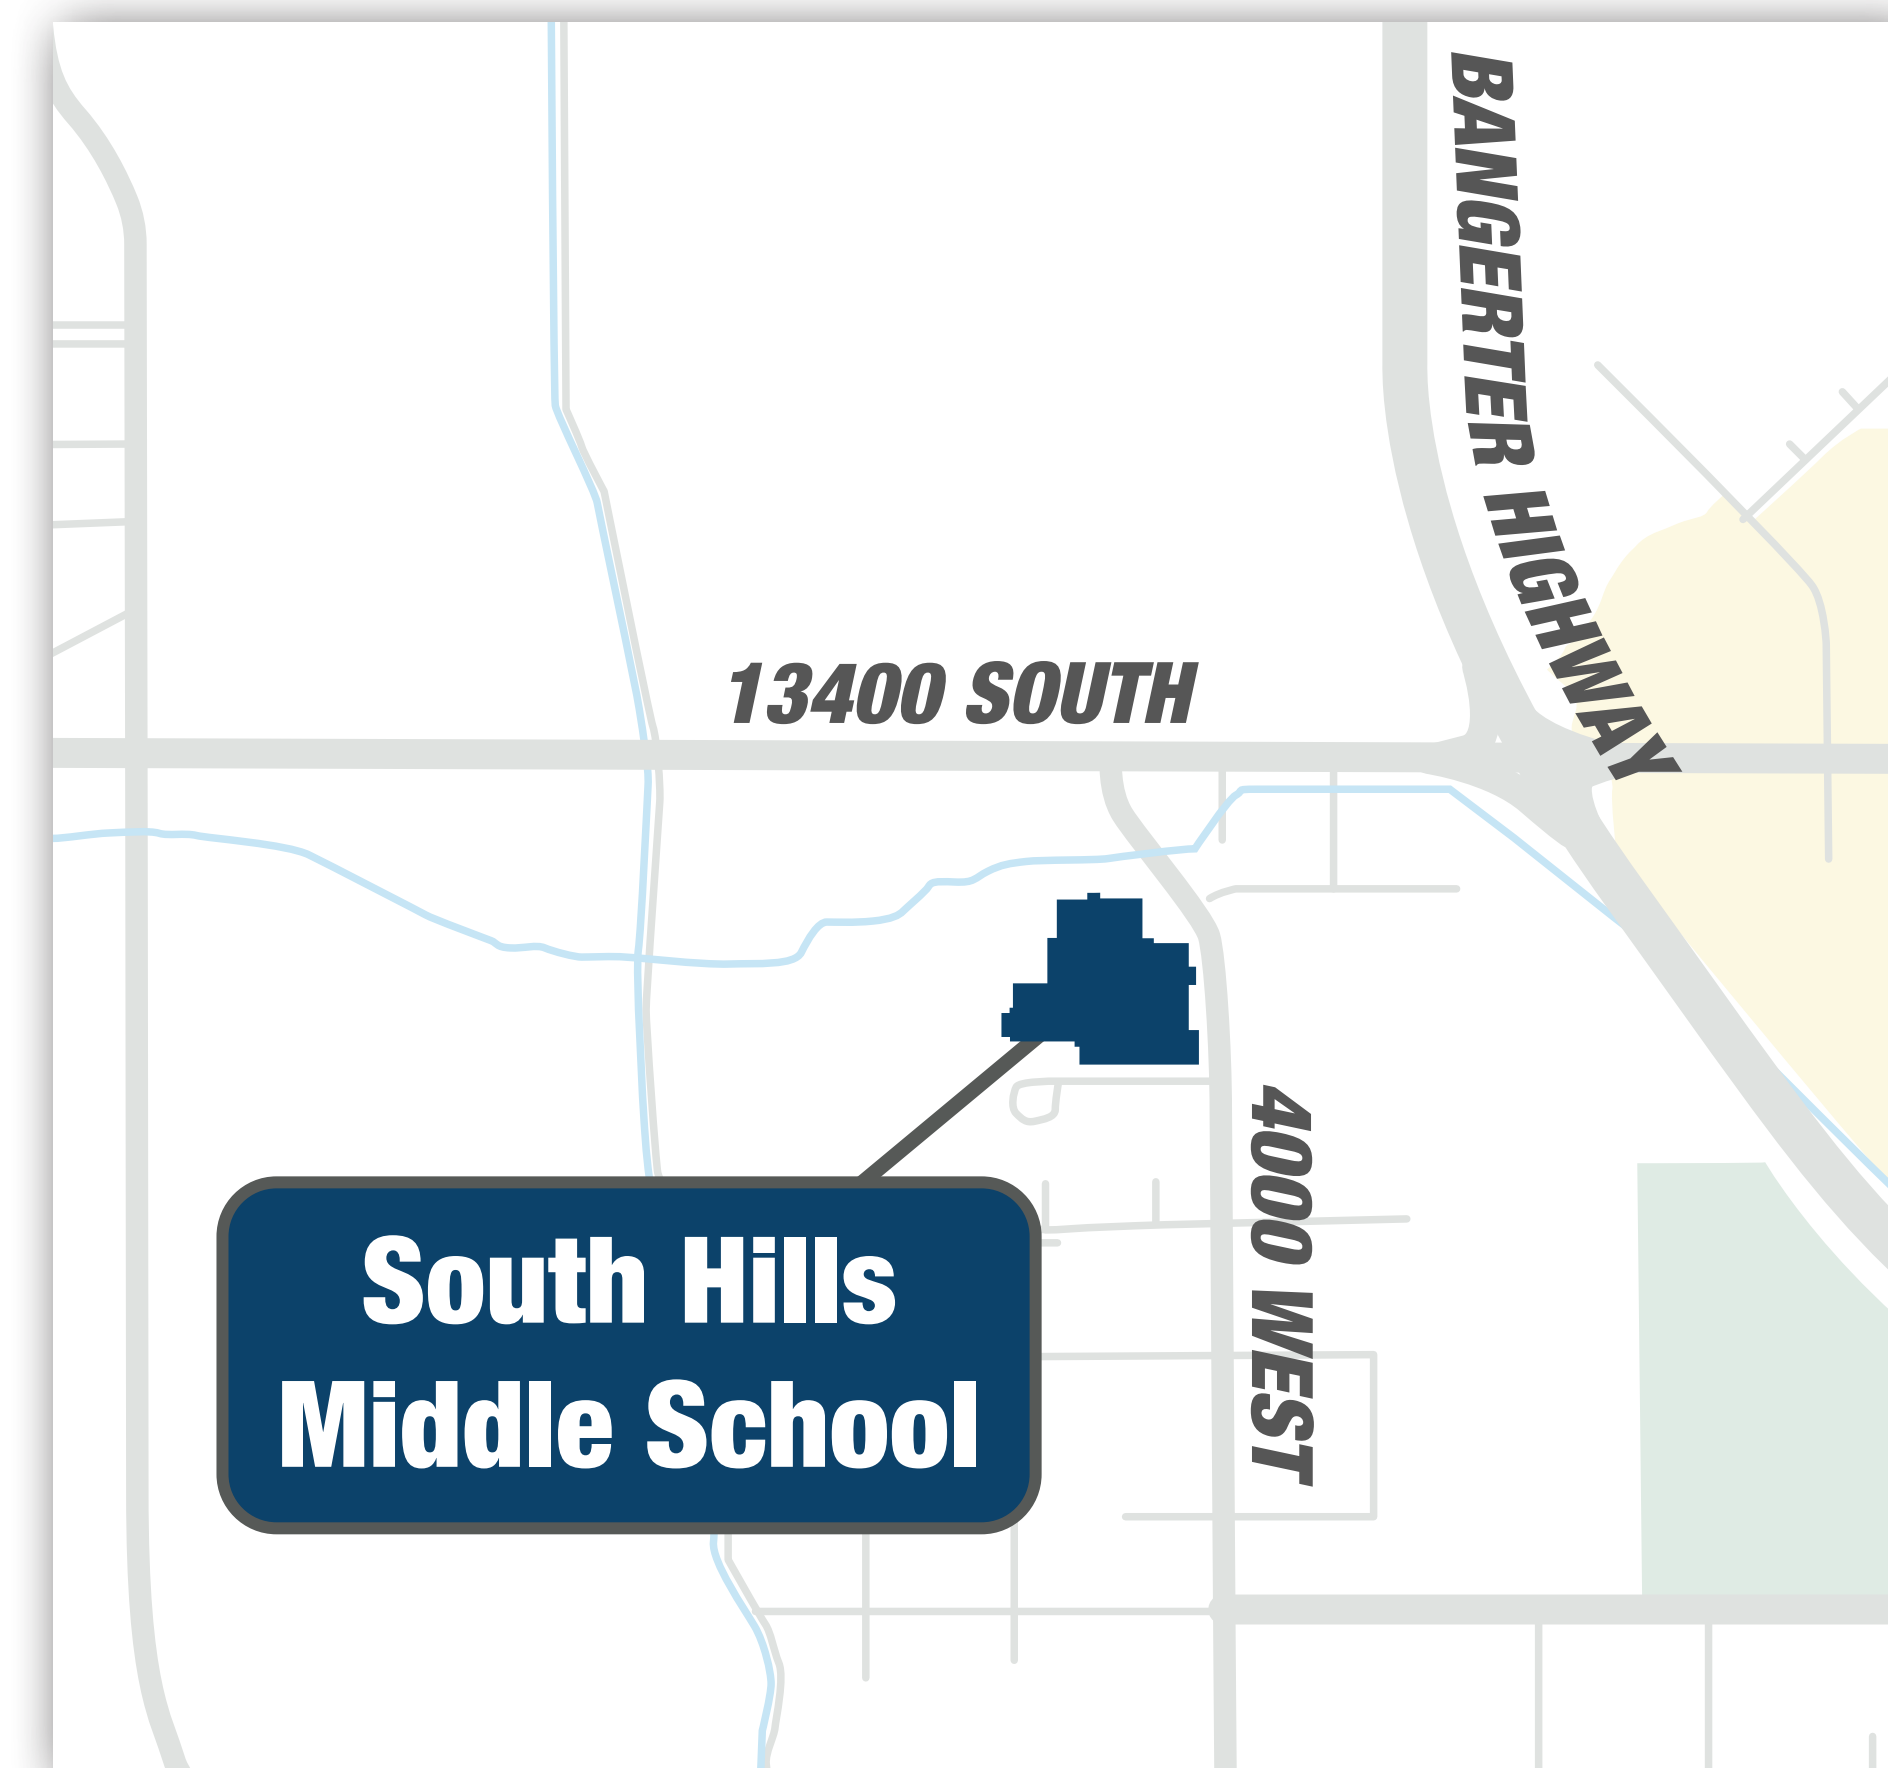 BANGERTER HIGHWAY
13400 SOUTH
4000 WEST
South Hills
Middle School